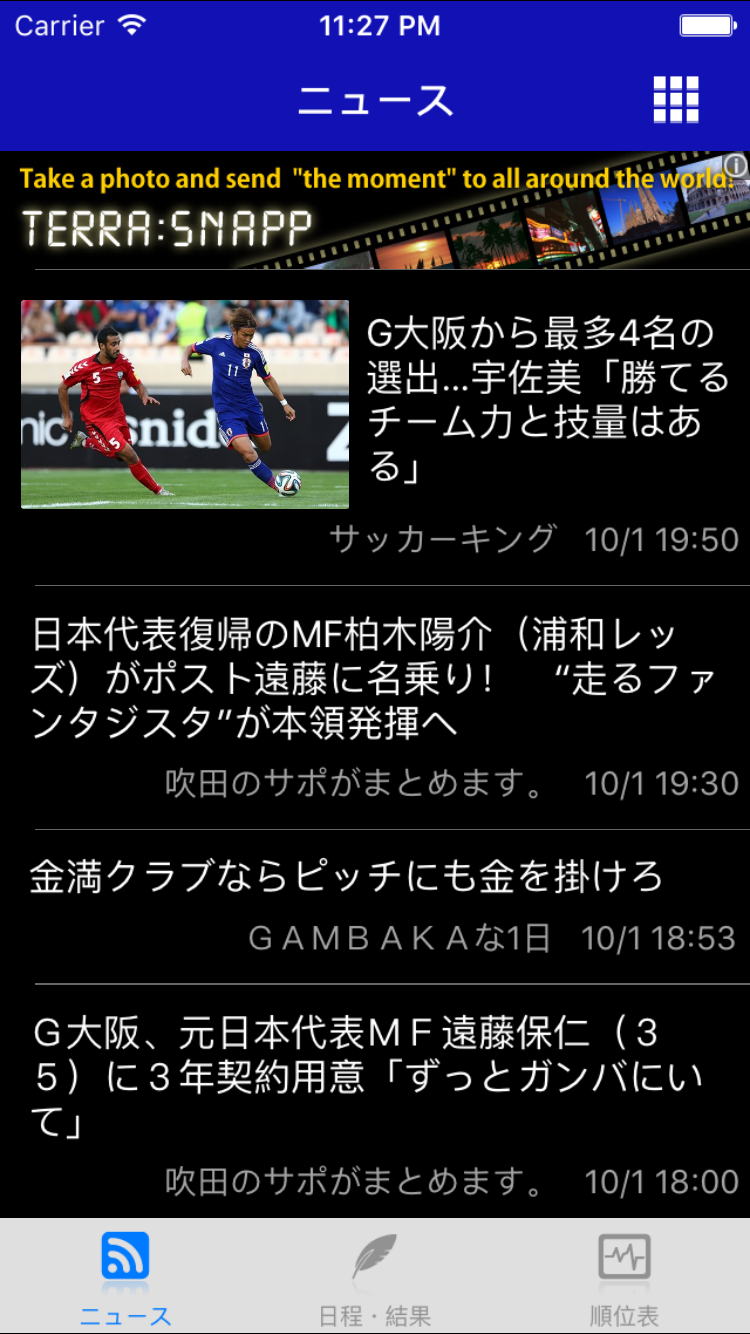 Carrier 11:27 PM
ニュース
Take a photo and send "the moment" to all around the world!
TERRA:SNAPP
G大阪から最多4名の
選出...宇佐美「勝てる
チーム力と技量はあ
る」
サッカーキング 10/1 19:50
日本代表復帰のMF柏木陽介（浦和レッ
ズ）がポスト遠藤に名乗り！　“走るファ
ンタジスタ”が本領発揮へ
吹田のサポがまとめます。 10/1 19:30
金満クラブならピッチにも金を掛けろ
ＧＡＭＢＡＫＡな1日 10/1 18:53
Ｇ大阪、元日本代表ＭＦ遠藤保仁（３
５）に３年契約用意「ずっとガンバにい
て」
吹田のサポがまとめます。 10/1 18:00
ニュース 日程・結果 順位表